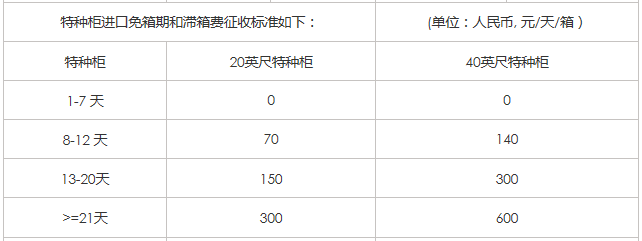 特种柜进口免箱期和滞箱费征收标准如下： (单位：人民币, 元/天/箱 )
特种柜 20英尺特种柜 40英尺特种柜
1-7 天 0 0
8-12 天 70 140
13-20天 150 300
>=21天 300 600